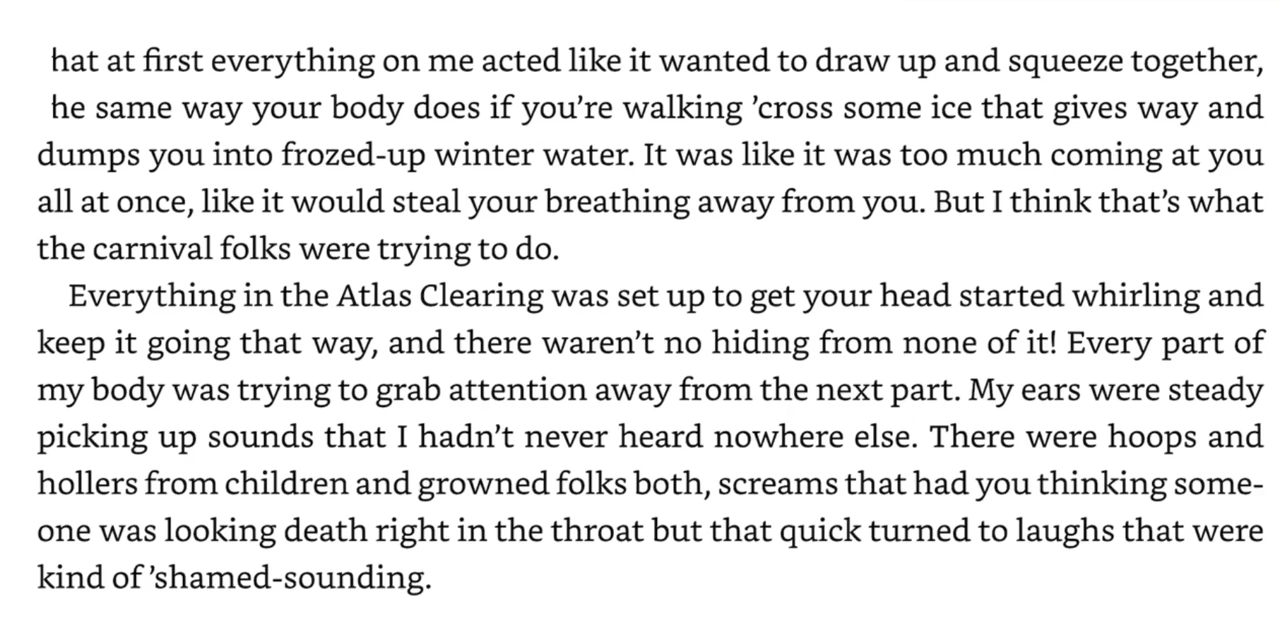 hat at first everything on me acted like it wanted to draw up and squeeze together,
he same way your body does if you’re walking ’cross some ice that gives way and
dumps you into frozed-up winter water. It was like it was too much coming at you
all at once, like it would steal your breathing away from you. But I think that’s what
the carnival folks were trying to do.
Everything in the Atlas Clearing was set up to get your head started whirling and
keep it going that way, and there waren’t no hiding from none of it! Every part of
my body was trying to grab attention away from the next part. My ears were steady
picking up sounds that I hadn’t never heard nowhere else. There were hoops and
hollers from children and growned folks both, screams that had you thinking some-
one was looking death right in the throat but that quick turned to laughs that were
kind of ’shamed-sounding.